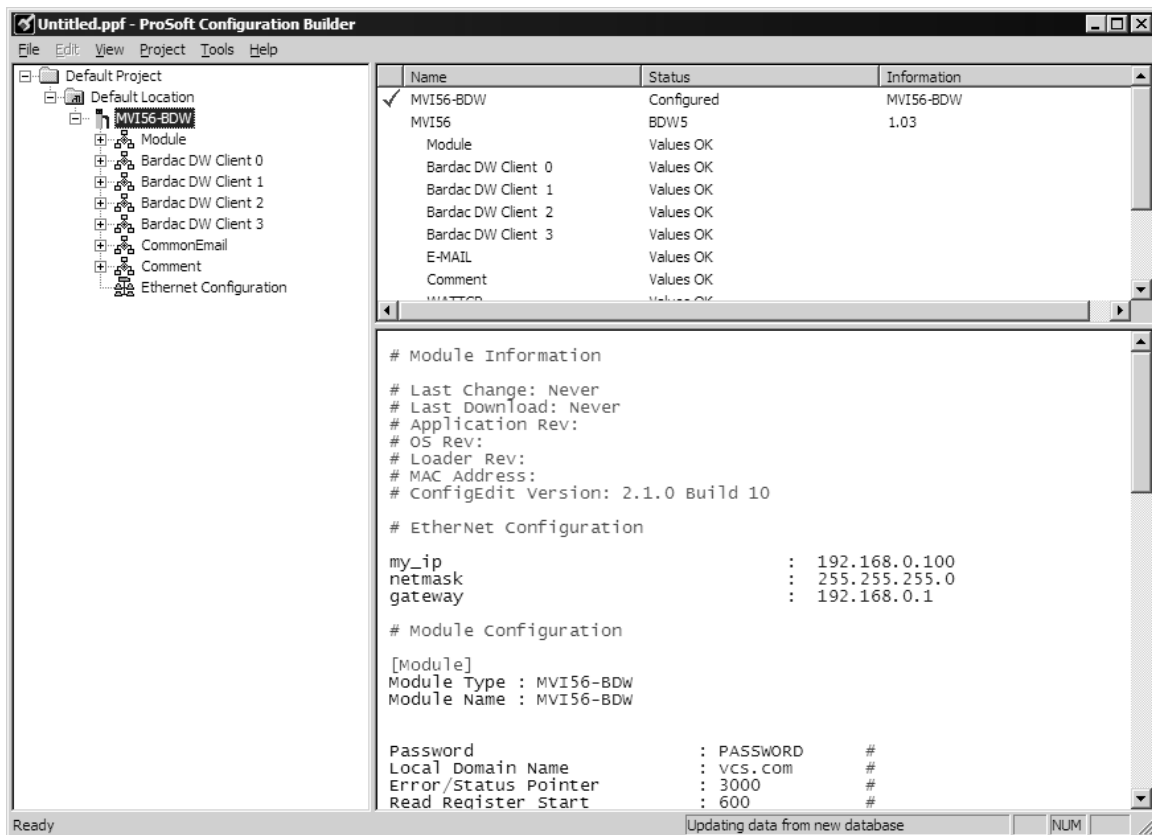 Untitled.ppf - ProSoft Configuration Builder
File Edit View Project Tools Help
Default Project
Default Location
MVI56-BDW
Module
Bardac DW Client 0
Bardac DW Client 1
Bardac DW Client 2
Bardac DW Client 3
CommonEmail
Comment
Ethernet Configuration
Name Status Information
MVI56-BDW Configured MVI56-BDW
MVI56 BDW5 1.03
Module Values OK
Bardac DW Client 0 Values OK
Bardac DW Client 1 Values OK
Bardac DW Client 2 Values OK
Bardac DW Client 3 Values OK
E-MAIL Values OK
Comment Values OK
WATTCP Values OK
# Module Information
# Last Change: Never
# Last Download: Never
# Application Rev:
# OS Rev:
# Loader Rev:
# MAC Address:
# ConfigEdit Version: 2.1.0 Build 10
# EtherNet Configuration
my_ip : 192.168.0.100
netmask : 255.255.255.0
gateway : 192.168.0.1
# Module Configuration
[Module]
Module Type : MVI56-BDW
Module Name : MVI56-BDW
Password : PASSWORD #
Local Domain Name : vcs.com #
Error/Status Pointer : 3000 #
Read Register Start : 600 #
Ready
Updating data from new database
NUM